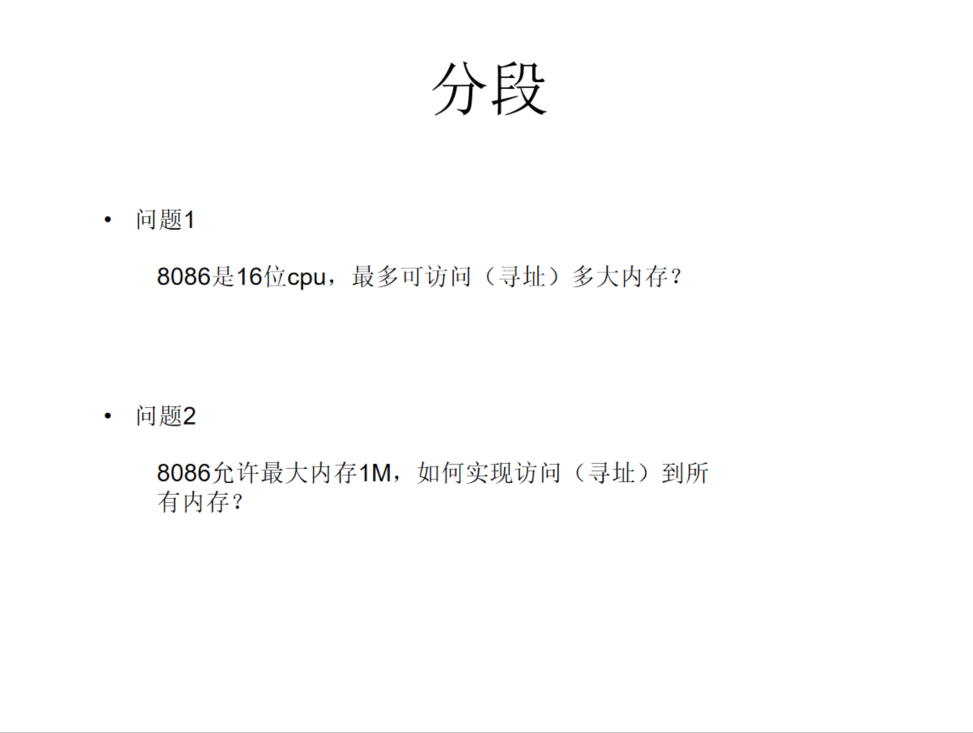 分段
• 问题1
8086是16位cpu，最多可访问（寻址）多大内存？
• 问题2
8086允许最大内存1M，如何实现访问（寻址）到所
有内存？